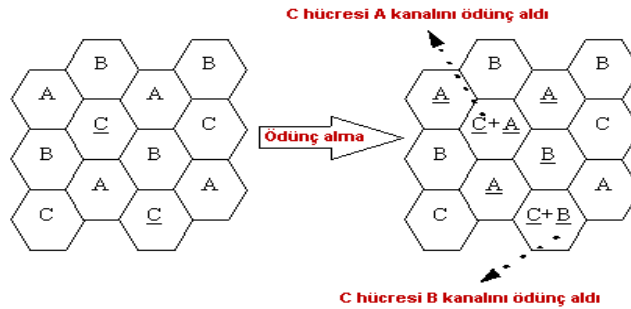 C hücresi A kanalını ödünç aldı
B B B B
A A A A
C C C+A C
Ödünç alma
B B B B
A A A A
C C C C+B
C hücresi B kanalını ödünç aldı